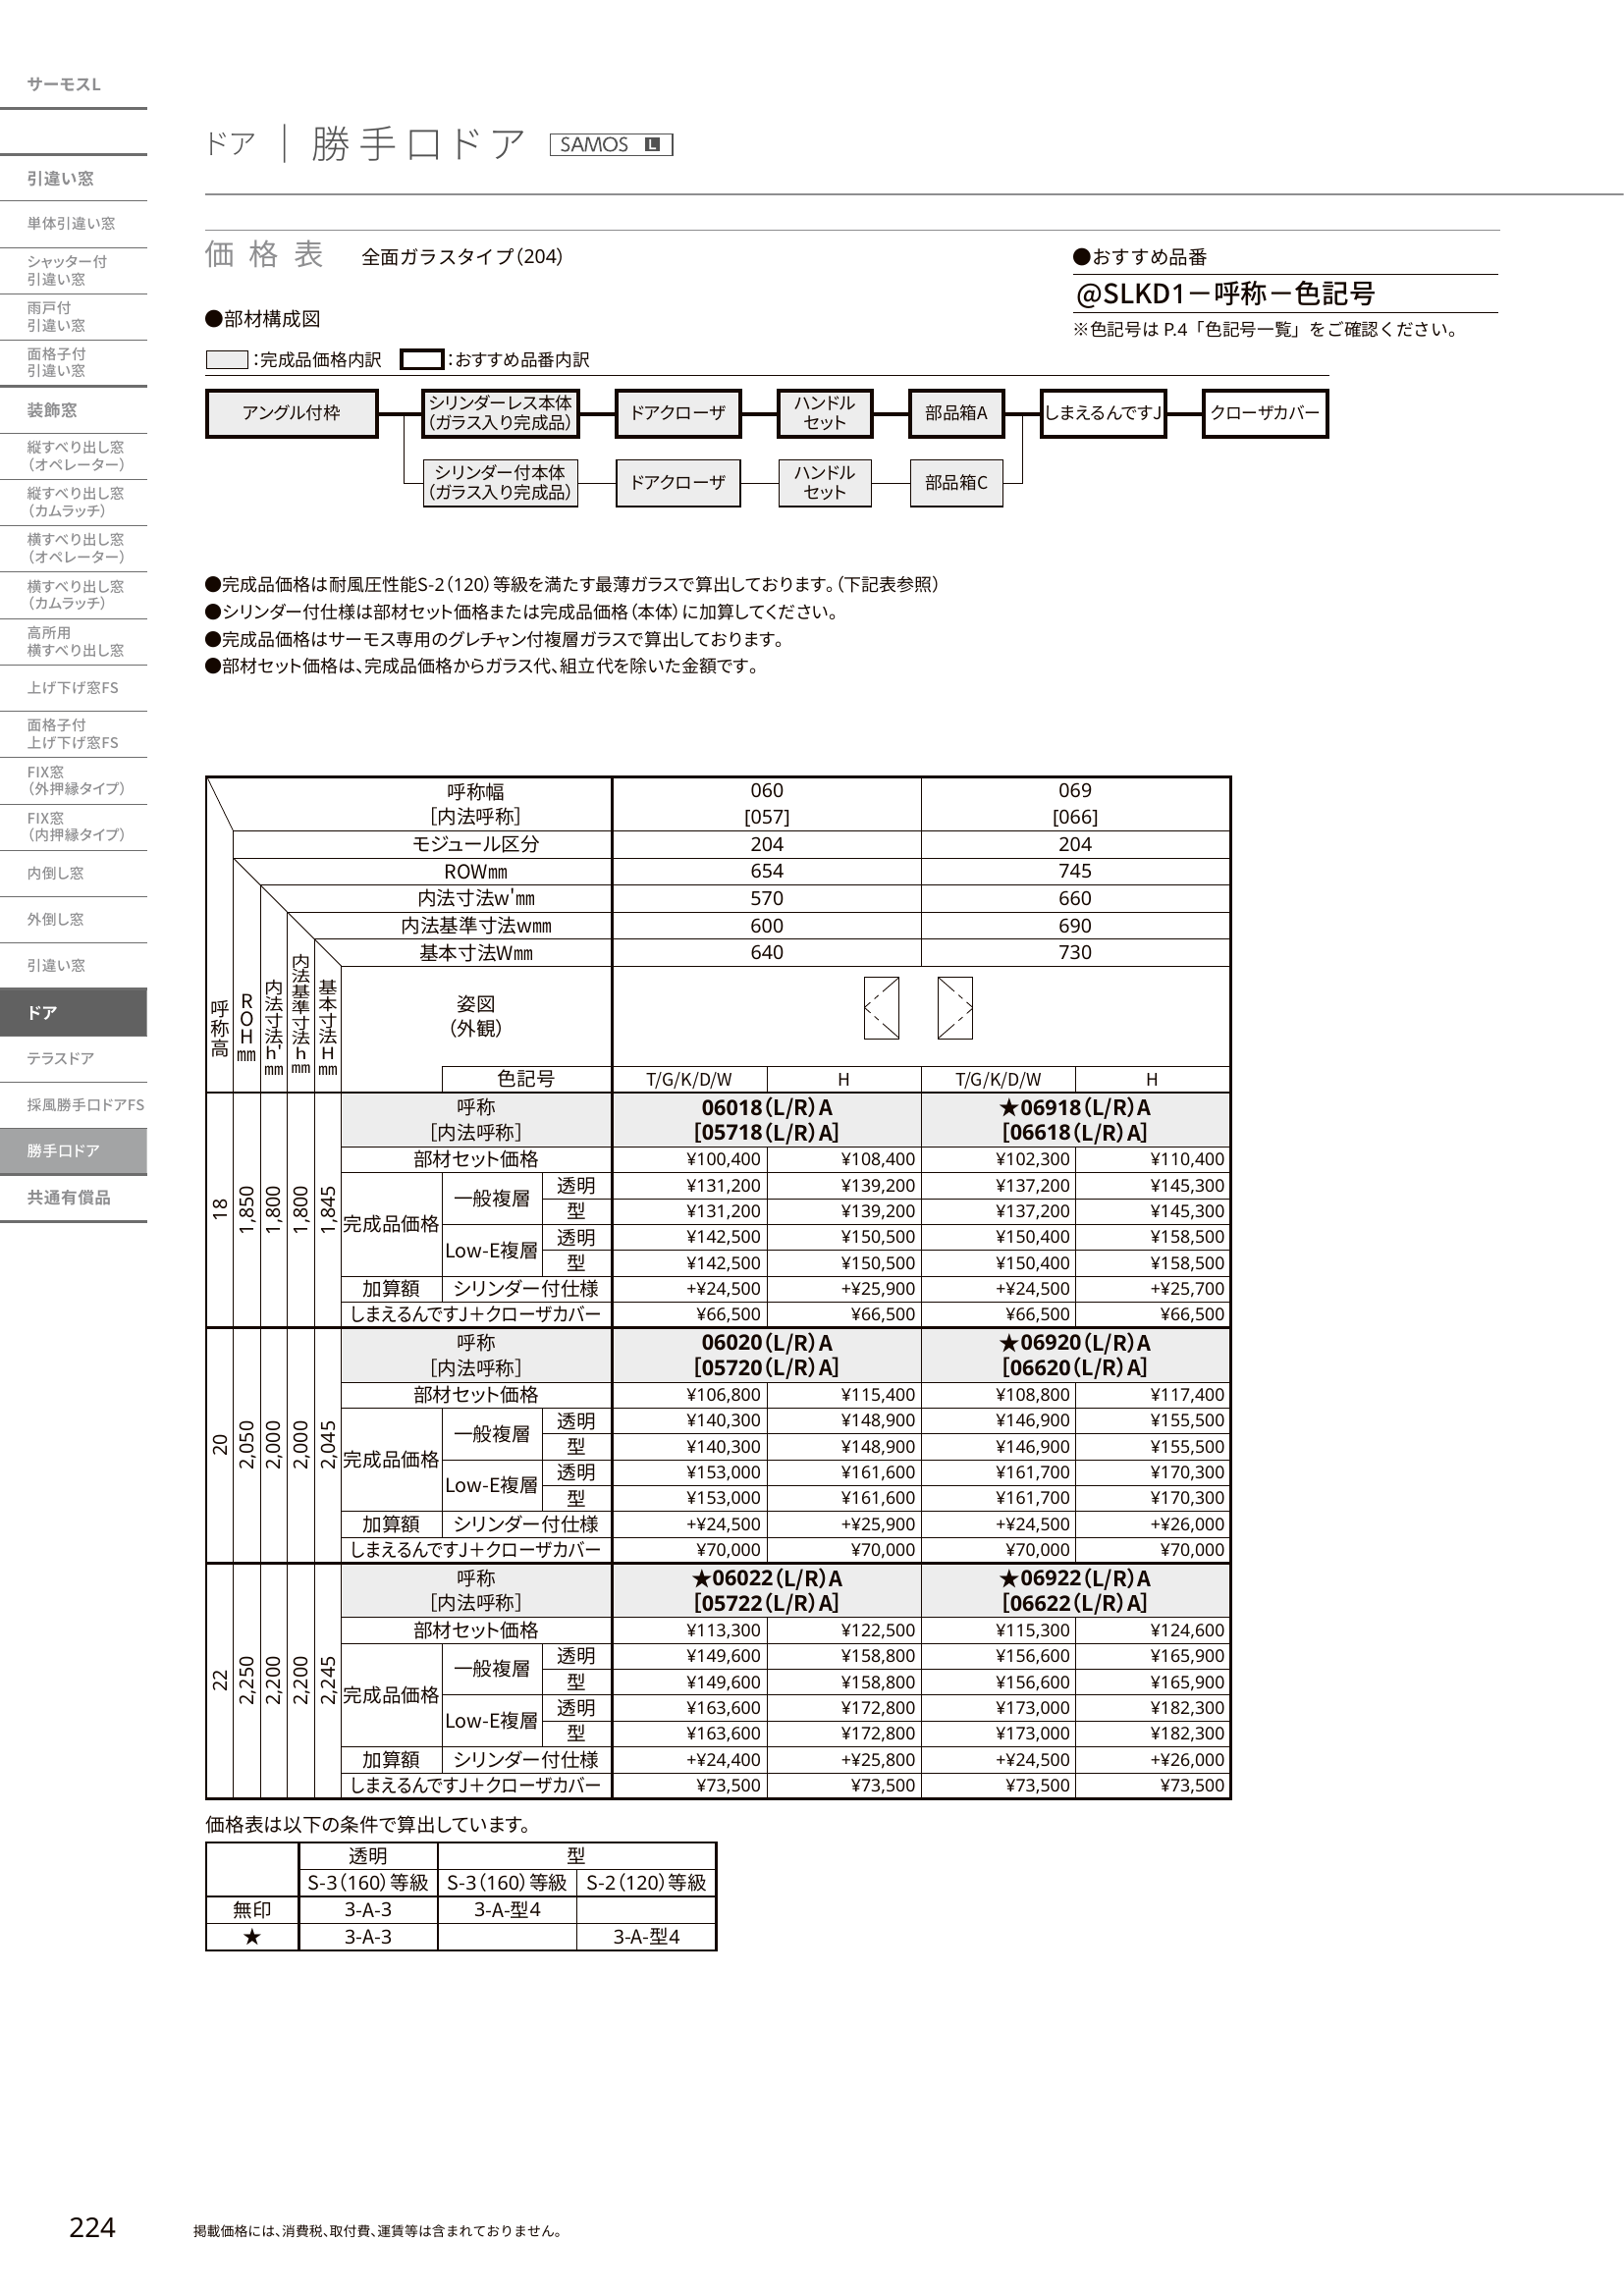 サーモスL
引違い窓
単体引違い窓
シャッター付
引違い窓
雨戸付
引違い窓
面格子付
引違い窓
装飾窓
縦すべり出し窓
（オペレーター）
縦すべり出し窓
（カムラッチ）
横すべり出し窓
（オペレーター）
横すべり出し窓
（カムラッチ）
高所用
横すべり出し窓
上げ下げ窓FS
面格子付
上げ下げ窓FS
FIX窓
（外押縁タイプ）
FIX窓
（内押縁タイプ）
内倒し窓
外倒し窓
引違い窓
ドア
テラスドア
採風勝手口ドアFS
勝手口ドア
共通有償品
ドア｜勝手口ドア SAMOS L
価格表 全面ガラスタイプ（204）
●おすすめ品番
@SLKD1－呼称－色記号
※色記号は P.4「色記号一覧」をご確認ください。
●部材構成図
：完成品価格内訳 ：おすすめ品番内訳
アングル付枠 シリンダーレス本体（ガラス入り完成品） ドアクローザ ハンドルセット 部品箱A しまえるんですJ クローザカバー
シリンダー付本体（ガラス入り完成品） ドアクローザ ハンドルセット 部品箱C
●完成品価格は耐風圧性能S-2（120）等級を満たす最薄ガラスで算出しております。（下記表参照）
●シリンダー付仕様は部材セット価格または完成品価格（本体）に加算してください。
●完成品価格はサーモス専用のグレチャン付複層ガラスで算出しております。
●部材セット価格は、完成品価格からガラス代、組立代を除いた金額です。
呼称幅 060 069
［内法呼称］ [057] [066]
モジュール区分 204 204
ROW㎜ 654 745
内法寸法w'㎜ 570 660
内法基準寸法w㎜ 600 690
基本寸法W㎜ 640 730
呼称高 ROH㎜ 内法寸法h'㎜ 内法基準寸法h㎜ 基本寸法H㎜
姿図
（外観）
色記号 T/G/K/D/W H T/G/K/D/W H
18 1,850 1,800 1,800 1,845
呼称 06018（L/R）A ★06918（L/R）A
［内法呼称］ ［05718（L/R）A］ ［06618（L/R）A］
部材セット価格 ¥100,400 ¥108,400 ¥102,300 ¥110,400
完成品価格 一般複層 透明 ¥131,200 ¥139,200 ¥137,200 ¥145,300
型 ¥131,200 ¥139,200 ¥137,200 ¥145,300
Low-E複層 透明 ¥142,500 ¥150,500 ¥150,400 ¥158,500
型 ¥142,500 ¥150,500 ¥150,400 ¥158,500
加算額 シリンダー付仕様 +¥24,500 +¥25,900 +¥24,500 +¥25,700
しまえるんですJ＋クローザカバー ¥66,500 ¥66,500 ¥66,500 ¥66,500
20 2,050 2,000 2,000 2,045
呼称 06020（L/R）A ★06920（L/R）A
［内法呼称］ ［05720（L/R）A］ ［06620（L/R）A］
部材セット価格 ¥106,800 ¥115,400 ¥108,800 ¥117,400
完成品価格 一般複層 透明 ¥140,300 ¥148,900 ¥146,900 ¥155,500
型 ¥140,300 ¥148,900 ¥146,900 ¥155,500
Low-E複層 透明 ¥153,000 ¥161,600 ¥161,700 ¥170,300
型 ¥153,000 ¥161,600 ¥161,700 ¥170,300
加算額 シリンダー付仕様 +¥24,500 +¥25,900 +¥24,500 +¥26,000
しまえるんですJ＋クローザカバー ¥70,000 ¥70,000 ¥70,000 ¥70,000
22 2,250 2,200 2,200 2,245
呼称 ★06022（L/R）A ★06922（L/R）A
［内法呼称］ ［05722（L/R）A］ ［06622（L/R）A］
部材セット価格 ¥113,300 ¥122,500 ¥115,300 ¥124,600
完成品価格 一般複層 透明 ¥149,600 ¥158,800 ¥156,600 ¥165,900
型 ¥149,600 ¥158,800 ¥156,600 ¥165,900
Low-E複層 透明 ¥163,600 ¥172,800 ¥173,000 ¥182,300
型 ¥163,600 ¥172,800 ¥173,000 ¥182,300
加算額 シリンダー付仕様 +¥24,400 +¥25,800 +¥24,500 +¥26,000
しまえるんですJ＋クローザカバー ¥73,500 ¥73,500 ¥73,500 ¥73,500
価格表は以下の条件で算出しています。
透明 型
S-3（160）等級 S-3（160）等級 S-2（120）等級
無印 3-A-3 3-A-型4
★ 3-A-3 3-A-型4
224
掲載価格には、消費税、取付費、運賃等は含まれておりません。